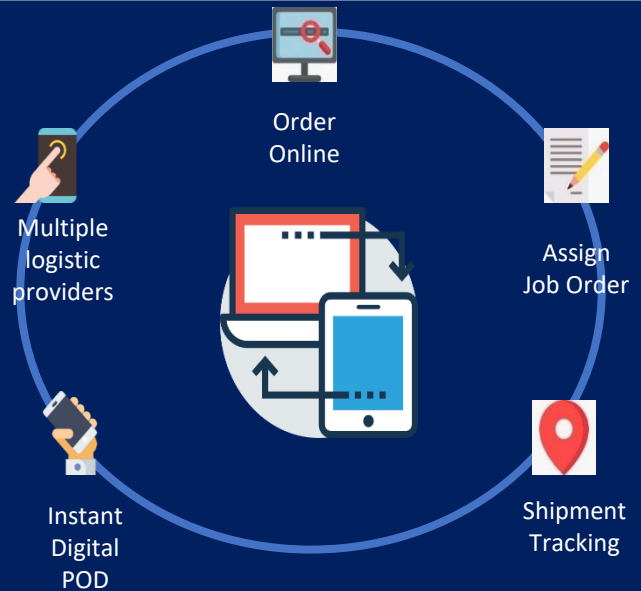 Order
Online
Multiple
logistic
providers
Assign
Job Order
Instant
Digital
POD
Shipment
Tracking